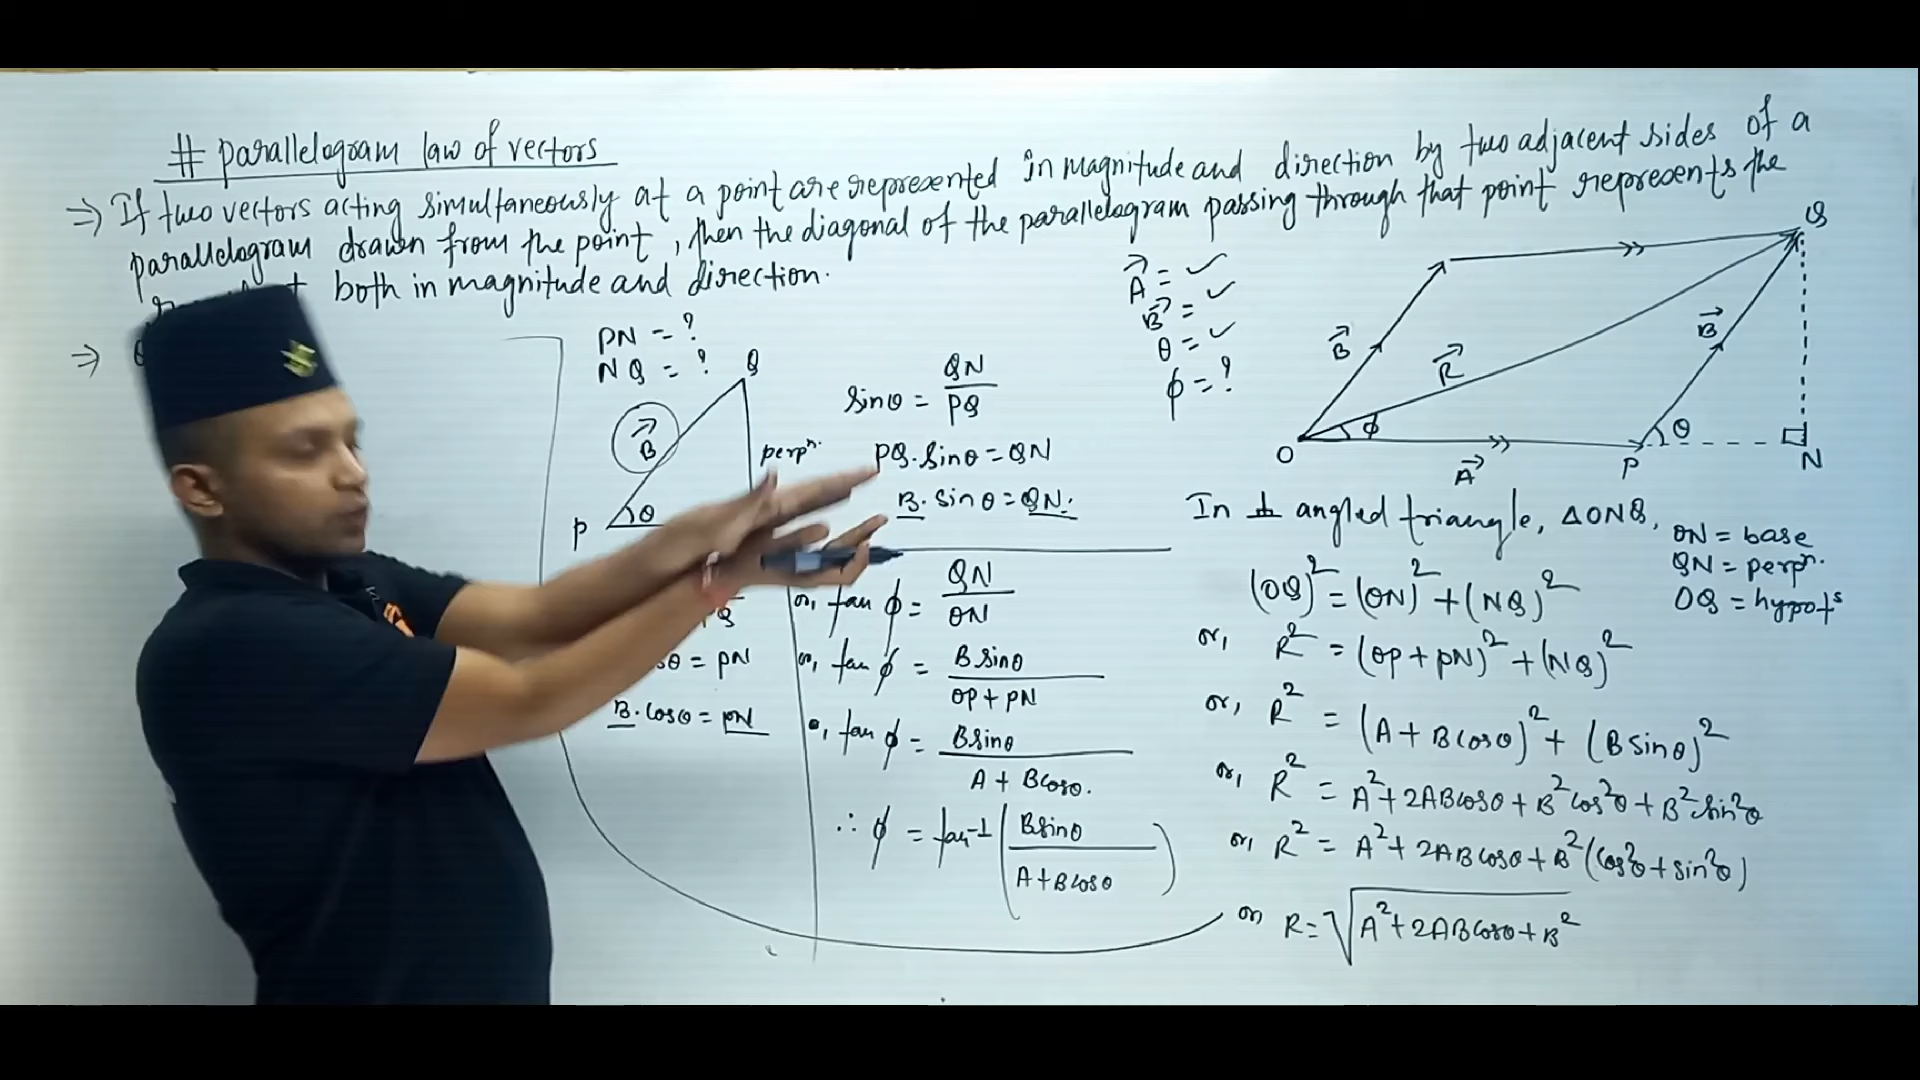 # parallelogram law of vectors
⇒ If two vectors acting simultaneously at a point are represented in magnitude and direction by two adjacent sides of a
parallelogram drawn from the point, then the diagonal of the parallelogram passing through that point represents the
both in magnitude and direction.
⇒
PN = ?
NQ = ?
Q
B⃗
perpⁿ.
P
θ
sinθ = QN/PQ
PQ.sinθ = QN
B.sinθ = QN.
θ = PN
B.cosθ = PN
or, tan ϕ = QN/ON
or, tan ϕ = Bsinθ/OP + PN
or, tan ϕ = Bsinθ/A + Bcosθ.
∴ ϕ = tan⁻¹(Bsinθ/A+Bcosθ)
A⃗ = ✓
B⃗ = ✓
θ = ✓
ϕ = ?
Q
B⃗
R⃗
B⃗
O
ϕ
A⃗
P
θ
N
In ⊥ angled triangle, ΔONQ,
ON = base
QN = perpⁿ.
OQ = hypotˢ
(OQ)² = (ON)² + (NQ)²
or, R² = (OP + PN)² + (NQ)²
or, R² = (A + Bcosθ)² + (Bsinθ)²
or, R² = A² + 2ABcosθ + B²cos²θ + B²sin²θ
or, R² = A² + 2ABcosθ + B²(cos²θ + sin²θ)
or R = √A² + 2ABcosθ + B²